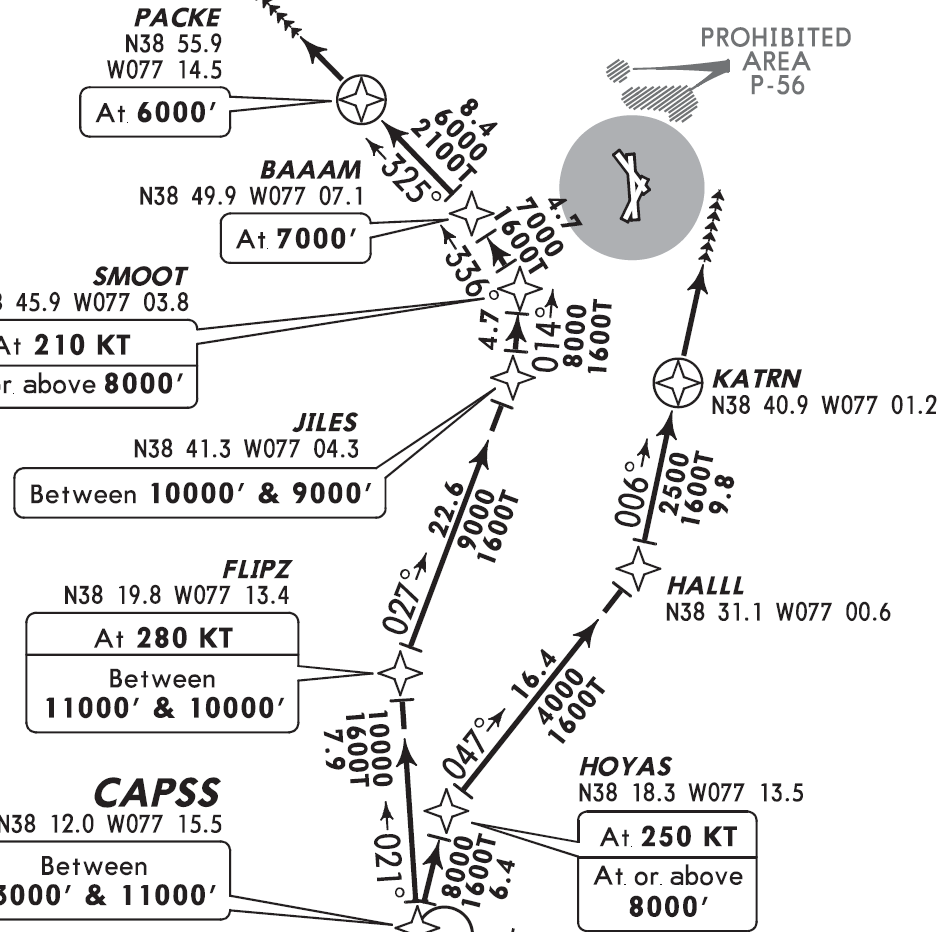 PACKE
N38 55.9
W077 14.5
At 6000'
PROHIBITED
AREA
P-56
8.4
6000
2100T
325°
BAAAM
N38 49.9 W077 07.1
At 7000'
4.7
7000
1600T
336°
SMOOT
45.9 W077 03.8
At 210 KT
or above 8000'
4.7
014°
8000
1600T
KATRN
N38 40.9 W077 01.2
JILES
N38 41.3 W077 04.3
Between 10000' & 9000'
22.6
9000
1600T
027°
006°
2500
1600T
9.8
FLIPZ
N38 19.8 W077 13.4
At 280 KT
Between
11000' & 10000'
HALLL
N38 31.1 W077 00.6
16.4
4000
1600T
047°
10000
1600T
7.9
021°
HOYAS
N38 18.3 W077 13.5
At 250 KT
At or above
8000'
CAPSS
N38 12.0 W077 15.5
Between
3000' & 11000'
8000
1600T
6.4